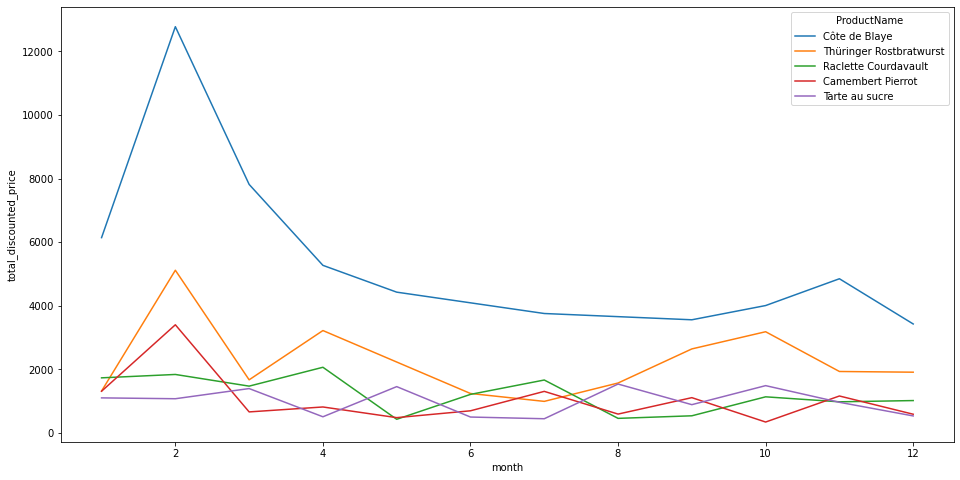 ProductName
Côte de Blaye
Thüringer Rostbratwurst
Raclette Courdavault
Camembert Pierrot
Tarte au sucre
total_discounted_price
12000
10000
8000
6000
4000
2000
0
2 4 6 8 10 12
month